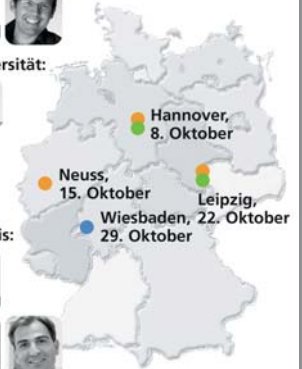 rsität:
Hannover,
8. Oktober
Neuss,
15. Oktober
Leipzig,
22. Oktober
Wiesbaden,
29. Oktober
is: